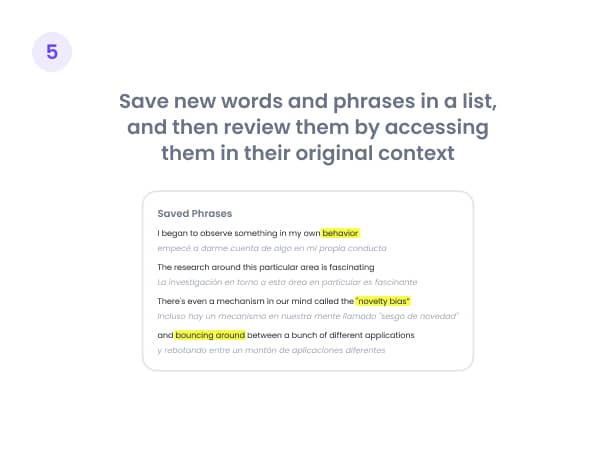 5
Save new words and phrases in a list,
and then review them by accessing
them in their original context
Saved Phrases
I began to observe something in my own behavior
empecé a darme cuenta de algo en mi propia conducta
The research around this particular area is fascinating
La investigación en torno a esta área en particular es fascinante
There's even a mechanism in our mind called the "novelty bias"
Incluso hay un mecanismo en nuestra mente llamado "sesgo de novedad"
and bouncing around between a bunch of different applications
y rebotando entre un montón de aplicaciones diferentes